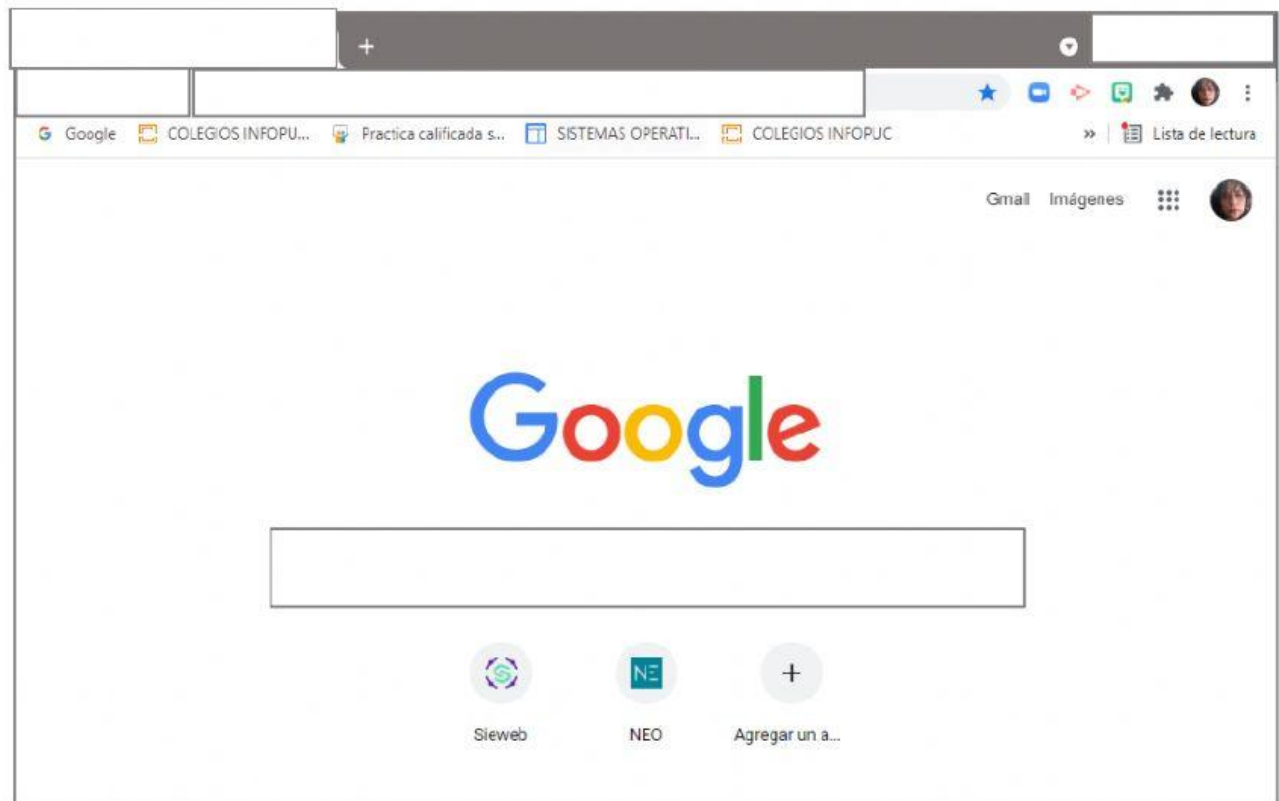 Google COLEGIOS INFOPU... Practica calificada s... SISTEMAS OPERATI... COLEGIOS INFOPUC » Lista de lectura
Gmail Imágenes
Google
NE
Sieweb NEO Agregar un a...